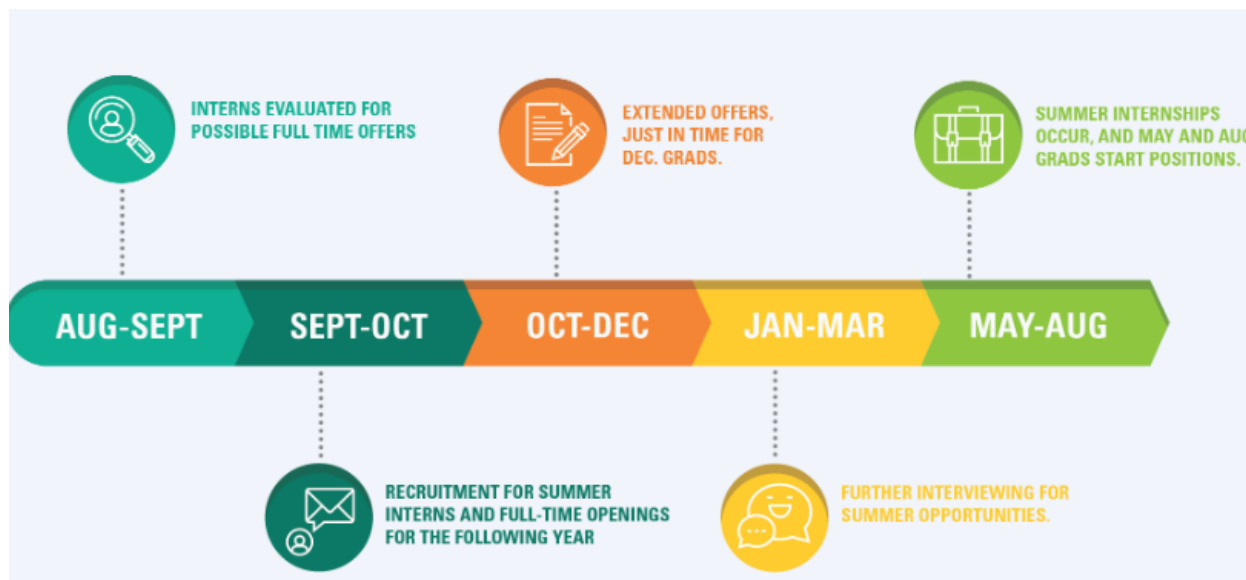 INTERNS EVALUATED FOR
POSSIBLE FULL TIME OFFERS
EXTENDED OFFERS,
JUST IN TIME FOR
DEC. GRADS.
SUMMER INTERNSHIPS
OCCUR, AND MAY AND AUG
GRADS START POSITIONS.
AUG-SEPT
SEPT-OCT
OCT-DEC
JAN-MAR
MAY-AUG
RECRUITMENT FOR SUMMER
INTERNS AND FULL-TIME OPENINGS
FOR THE FOLLOWING YEAR
FURTHER INTERVIEWING FOR
SUMMER OPPORTUNITIES.